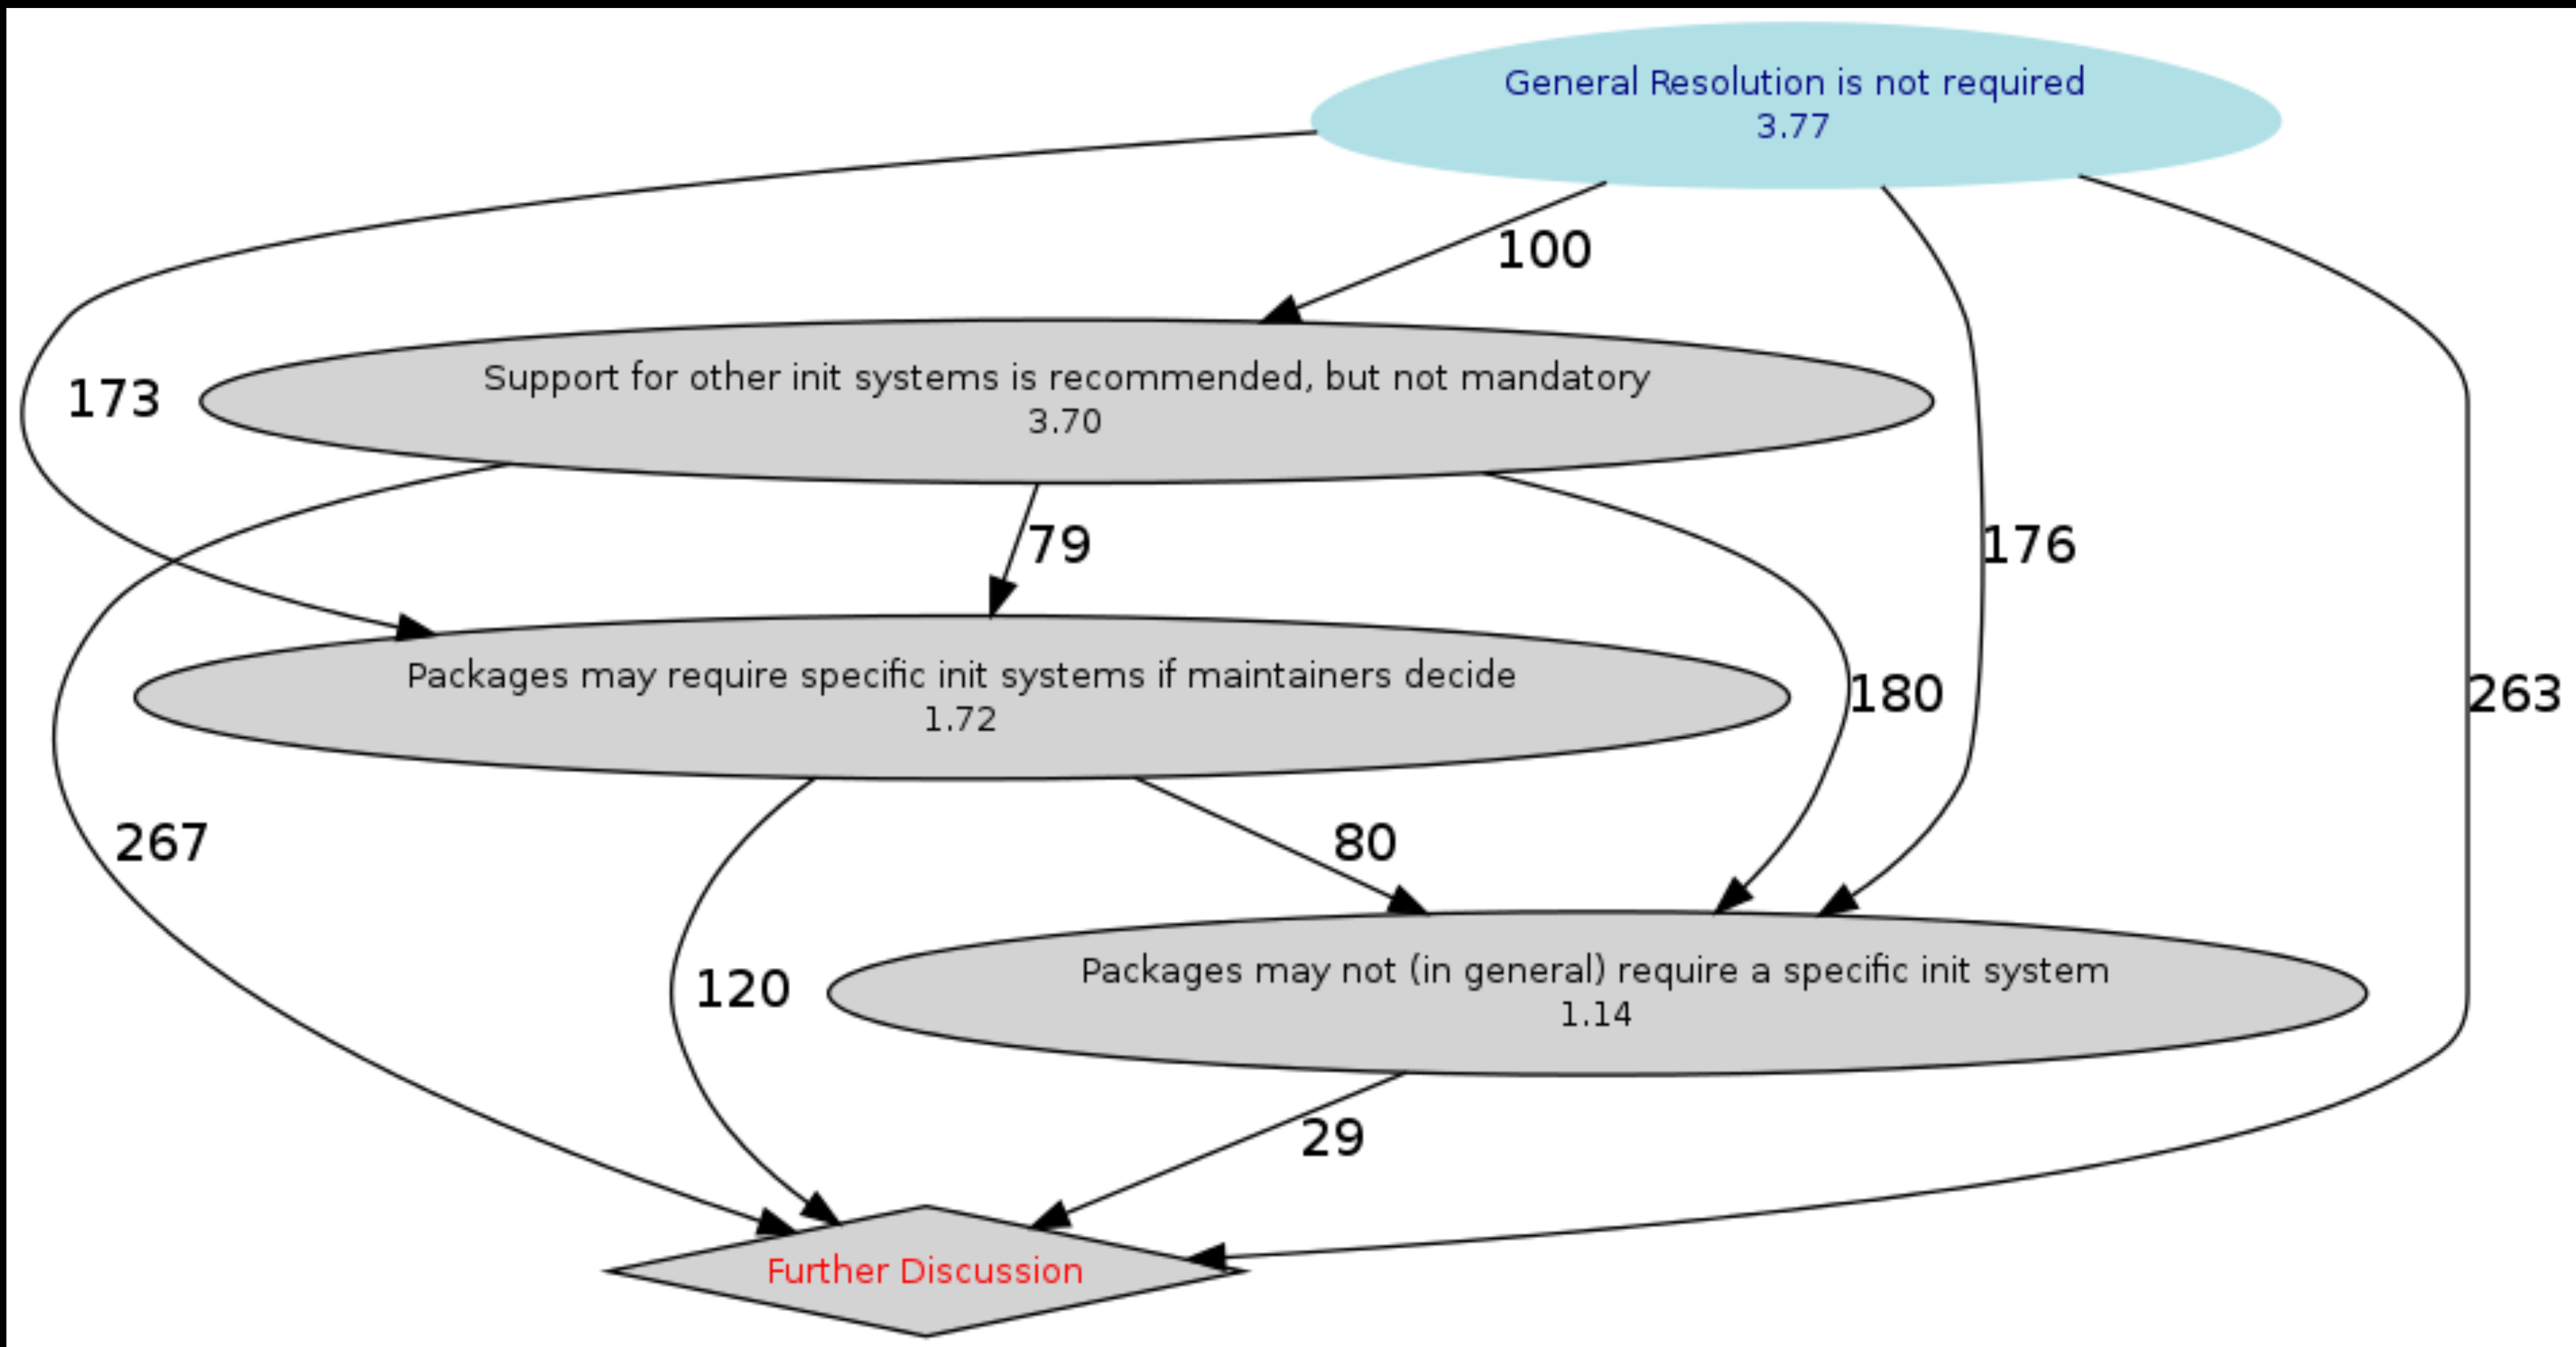 General Resolution is not required
3.77
100
Support for other init systems is recommended, but not mandatory
3.70
173
79
176
Packages may require specific init systems if maintainers decide
1.72
180
263
267
80
120
Packages may not (in general) require a specific init system
1.14
29
Further Discussion